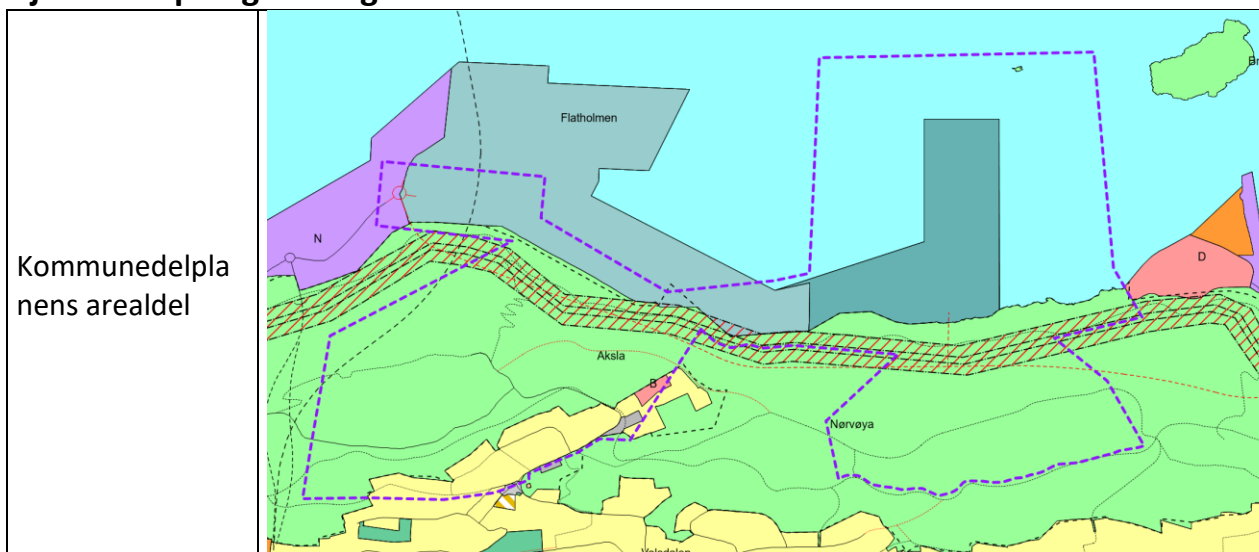 Kommunedelpla
nens arealdel
Flatholmen
N
D
Aksla
B
Nørvøya